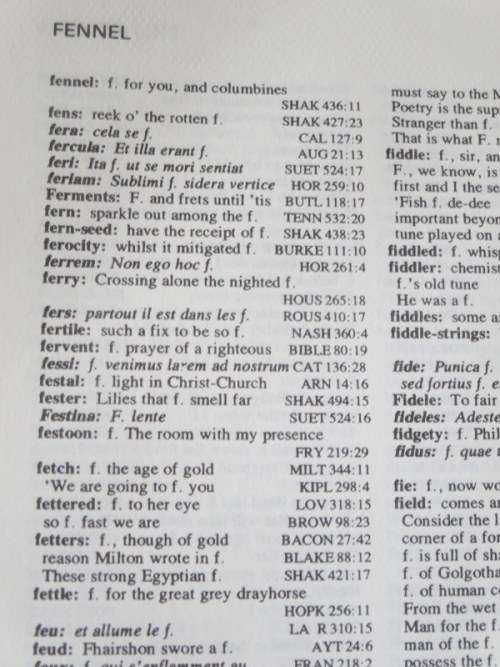 FENNEL
fennel: f. for you, and columbines
SHAK 436:11
fens: reek o' the rotten f. SHAK 427:23
fera: cela se f. CAL 127:9
fercula: Et illa erant f. AUG 21:13
feri: Ita f. ut se mori sentiat SUET 524:17
feriam: Sublimi f. sidera vertice HOR 259:10
Ferments: F. and frets until 'tis BUTL 118:17
fern: sparkle out among the f. TENN 532:20
fern-seed: have the receipt of f. SHAK 438:23
ferocity: whilst it mitigated f. BURKE 111:10
ferrem: Non ego hoc f. HOR 261:4
ferry: Crossing alone the nighted f.
HOUS 265:18
fers: partout il est dans les f. ROUS 410:17
fertile: such a fix to be so f. NASH 360:4
fervent: f. prayer of a righteous BIBLE 80:19
fessi: f. venimus larem ad nostrum CAT 136:28
festal: f. light in Christ-Church ARN 14:16
fester: Lilies that f. smell far SHAK 494:15
Festina: F. lente SUET 524:16
festoon: f. The room with my presence
FRY 219:29
fetch: f. the age of gold MILT 344:11
'We are going to f. you KIPL 298:4
fettered: f. to her eye LOV 318:15
so f. fast we are BROW 98:23
fetters: f., though of gold BACON 27:42
reason Milton wrote in f. BLAKE 88:12
These strong Egyptian f. SHAK 421:17
fettle: f. for the great grey drayhorse
HOPK 256:11
feu: et allume le f. LA R 310:15
feud: Fhairshon swore a f. AYT 24:6
f. qui s'enflamment au FRAN 218:2
must say to the
Poetry is the sup
Stranger than f.
That is what F.
fiddle: f., sir, an
F., we know, is
first and I the se
'Fish f. de-dee
important beyon
tune played on
fiddled: f. whisp
fiddler: chemist
f.'s old tune
He was a f.
fiddles: some a
fiddle-strings:
fide: Punica f.
sed fortius f. e
Fidele: To fair
fideles: Adeste
fidgety: f. Phil
fidus: f. quae
fie: f., now wo
field: comes a
Consider the l
corner of a for
f. is full of sha
f. of Golgotha
f. of human c
From the wet
Man for the f.
man of the f.
possess the f